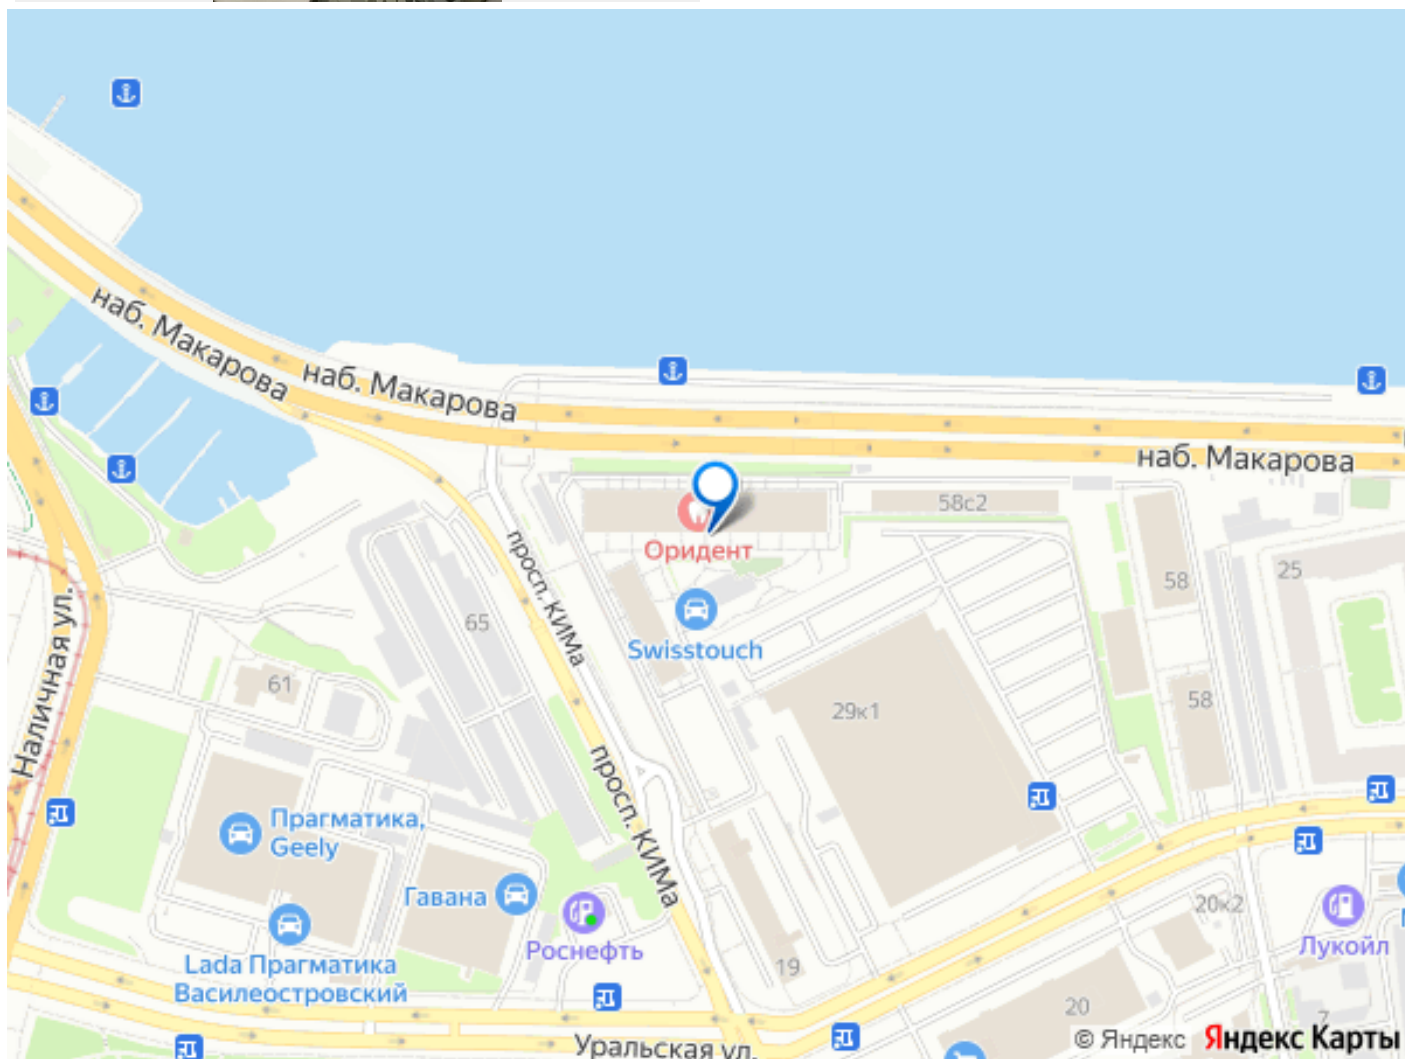 наб. Макарова
наб. Макарова
наб. Макарова
58с2
Оридент
просп. КИМа
58
25
65
Swisstouch
Наличная ул.
61
58
29к1
просп. КИМа
Прагматика,
Geely
Гавана
20к2
Роснефть
Лукойл
Lada Прагматика
Василеостровский
19
20
7
Уральская ул.
© Яндекс Яндекс Карты